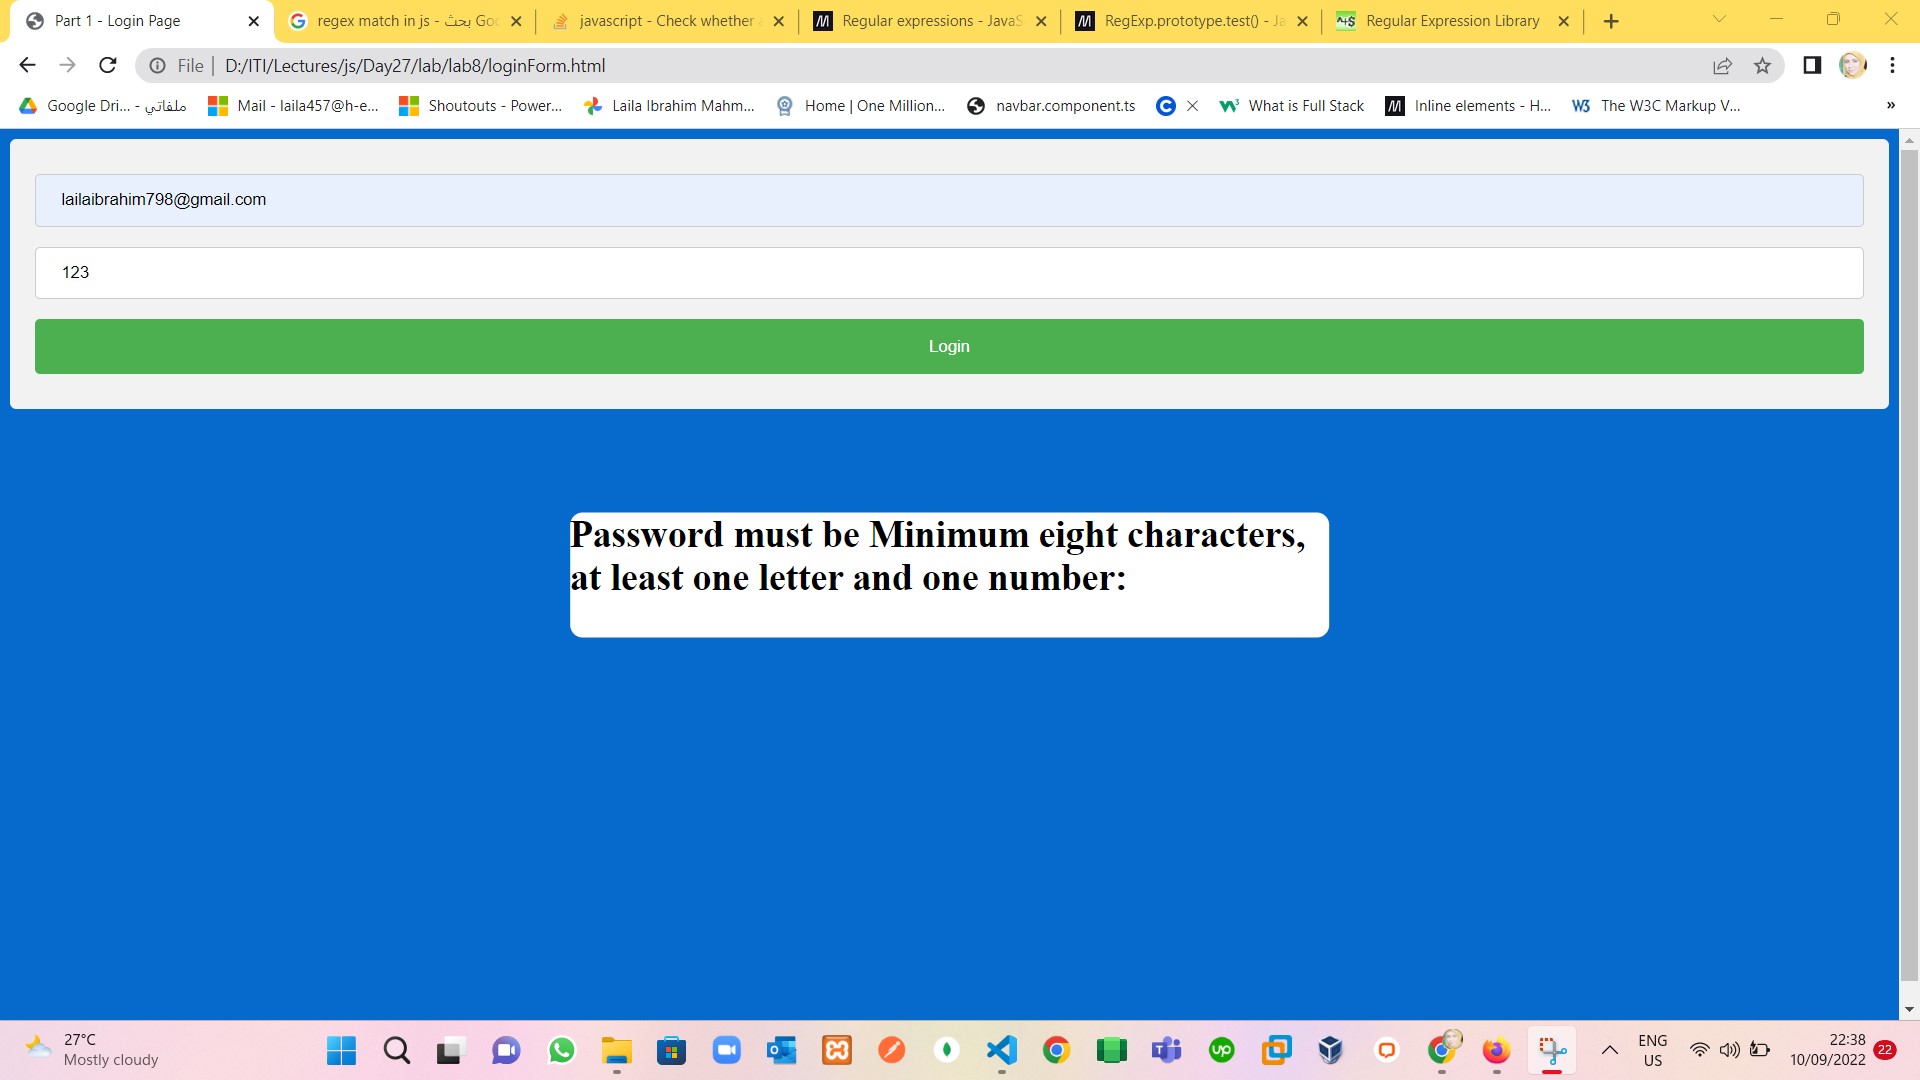 Part 1 - Login Page
regex match in js - بحث Goo
javascript - Check whether a
Regular expressions - JavaS
RegExp.prototype.test() - Ja
Regular Expression Library
File | D:/ITI/Lectures/js/Day27/lab/lab8/loginForm.html
Google Dri... - ملفاتي
Mail - laila457@h-e...
Shoutouts - Power...
Laila Ibrahim Mahm...
Home | One Million...
navbar.component.ts
What is Full Stack
Inline elements - H...
The W3C Markup V...
»
lailaibrahim798@gmail.com
123
Login
Password must be Minimum eight characters,
at least one letter and one number:
27°C
Mostly cloudy
ENG
US
22:38
10/09/2022
22